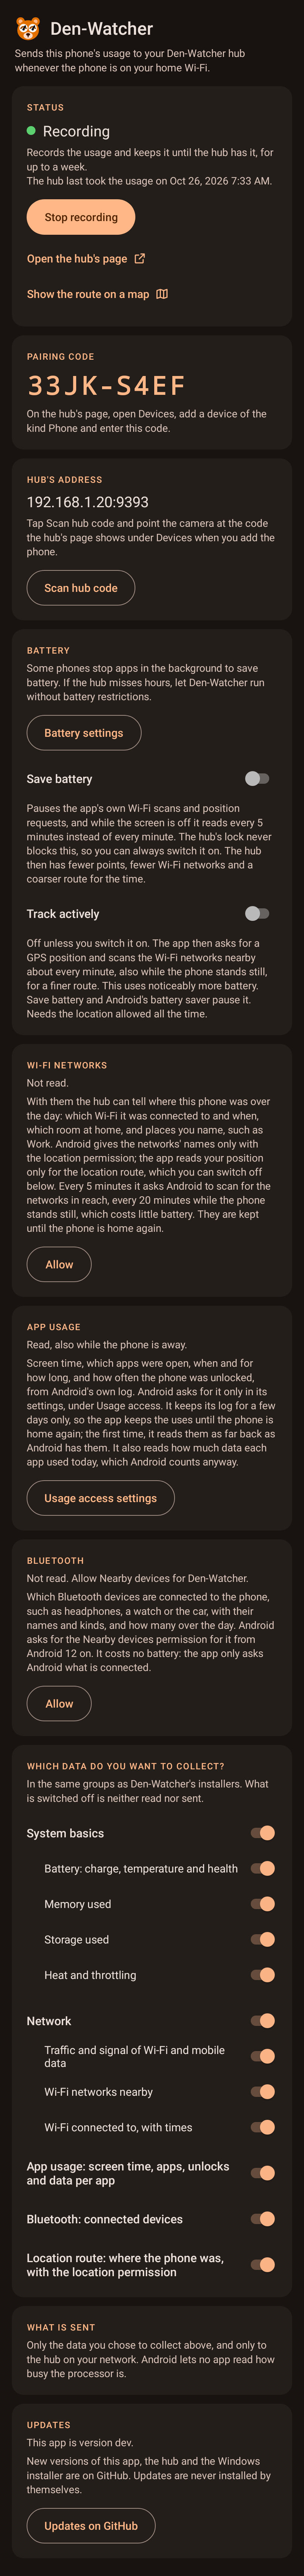 Den-Watcher
Sends this phone's usage to your Den-Watcher hub
whenever the phone is on your home Wi-Fi.
STATUS
Recording
Records the usage and keeps it until the hub has it, for
up to a week.
The hub last took the usage on Oct 26, 2026 7:33 AM.
Stop recording
Open the hub's page
Show the route on a map
PAIRING CODE
33JK-S4EF
On the hub's page, open Devices, add a device of the
kind Phone and enter this code.
HUB'S ADDRESS
192.168.1.20:9393
Tap Scan hub code and point the camera at the code
the hub's page shows under Devices when you add the
phone.
Scan hub code
BATTERY
Some phones stop apps in the background to save
battery. If the hub misses hours, let Den-Watcher run
without battery restrictions.
Battery settings
Save battery
Pauses the app's own Wi-Fi scans and position
requests, and while the screen is off it reads every 5
minutes instead of every minute. The hub's lock never
blocks this, so you can always switch it on. The hub
then has fewer points, fewer Wi-Fi networks and a
coarser route for the time.
Track actively
Off unless you switch it on. The app then asks for a
GPS position and scans the Wi-Fi networks nearby
about every minute, also while the phone stands still,
for a finer route. This uses noticeably more battery.
Save battery and Android's battery saver pause it.
Needs the location allowed all the time.
WI-FI NETWORKS
Not read.
With them the hub can tell where this phone was over
the day: which Wi-Fi it was connected to and when,
which room at home, and places you name, such as
Work. Android gives the networks' names only with
the location permission; the app reads your position
only for the location route, which you can switch off
below. Every 5 minutes it asks Android to scan for the
networks in reach, every 20 minutes while the phone
stands still, which costs little battery. They are kept
until the phone is home again.
Allow
APP USAGE
Read, also while the phone is away.
Screen time, which apps were open, when and for
how long, and how often the phone was unlocked,
from Android's own log. Android asks for it only in its
settings, under Usage access. It keeps its log for a few
days only, so the app keeps the uses until the phone is
home again; the first time, it reads them as far back as
Android has them. It also reads how much data each
app used today, which Android counts anyway.
Usage access settings
BLUETOOTH
Not read. Allow Nearby devices for Den-Watcher.
Which Bluetooth devices are connected to the phone,
such as headphones, a watch or the car, with their
names and kinds, and how many over the day. Android
asks for the Nearby devices permission for it from
Android 12 on. It costs no battery: the app only asks
Android what is connected.
Allow
WHICH DATA DO YOU WANT TO COLLECT?
In the same groups as Den-Watcher's installers. What
is switched off is neither read nor sent.
System basics
Battery: charge, temperature and health
Memory used
Storage used
Heat and throttling
Network
Traffic and signal of Wi-Fi and mobile
data
Wi-Fi networks nearby
Wi-Fi connected to, with times
App usage: screen time, apps, unlocks
and data per app
Bluetooth: connected devices
Location route: where the phone was,
with the location permission
WHAT IS SENT
Only the data you chose to collect above, and only to
the hub on your network. Android lets no app read how
busy the processor is.
UPDATES
This app is version dev.
New versions of this app, the hub and the Windows
installer are on GitHub. Updates are never installed by
themselves.
Updates on GitHub